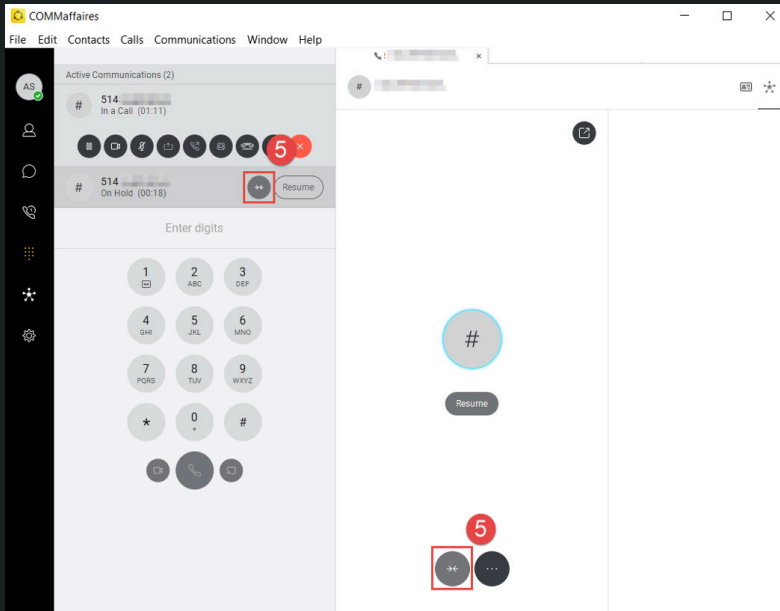 COMMaffaires
File Edit Contacts Calls Communications Window Help
AS
Active Communications (2)
#
514
In a Call (01:11)
5
#
514
On Hold (00:18)
Resume
Enter digits
1 2 3
ABC DEF
4 5 6
GHI JKL MNO
7 8 9
PQRS TUV WXYZ
* 0 #
+
#
#
Resume
5